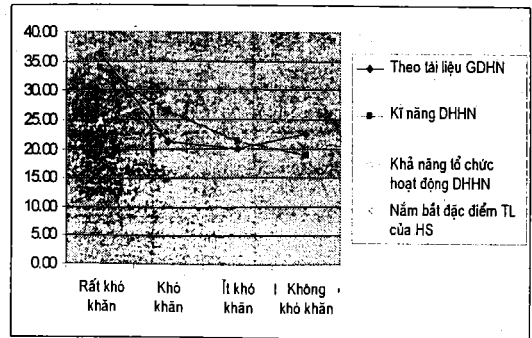 40.00
35.00
30.00
25.00
20.00
15.00
10.00
5.00
0.00
Rất khó khăn
Khó khăn
Ít khó khăn
Không khó khăn
Theo tài liệu GDHN
Kĩ năng DHHN
Khả năng tổ chức
hoạt động DHHN
Nắm bắt đặc điểm TL
của HS